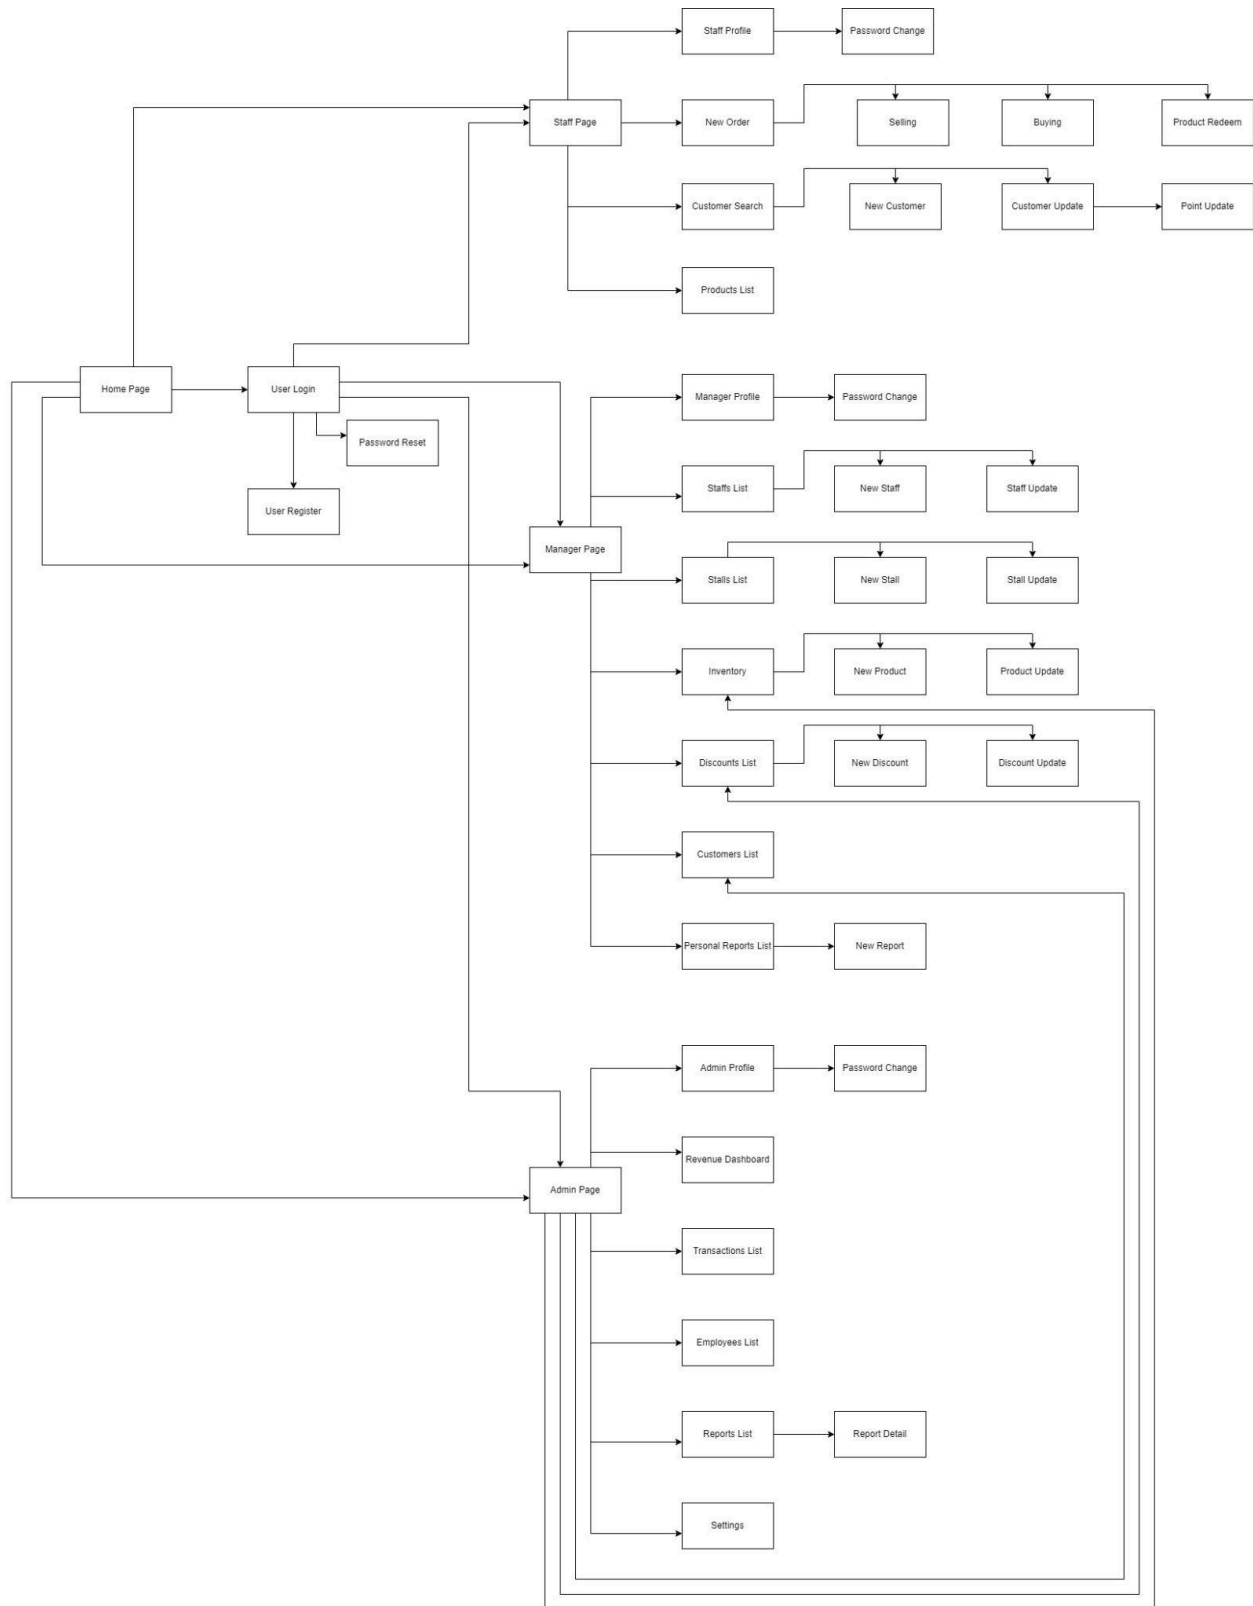 Staff Profile
Password Change
Staff Page
New Order
Selling
Buying
Product Redeem
Customer Search
New Customer
Customer Update
Point Update
Products List
Home Page
User Login
Manager Profile
Password Change
Password Reset
Staffs List
New Staff
Staff Update
User Register
Manager Page
Stalls List
New Stall
Stall Update
Inventory
New Product
Product Update
Discounts List
New Discount
Discount Update
Customers List
Personal Reports List
New Report
Admin Profile
Password Change
Revenue Dashboard
Admin Page
Transactions List
Employees List
Reports List
Report Detail
Settings